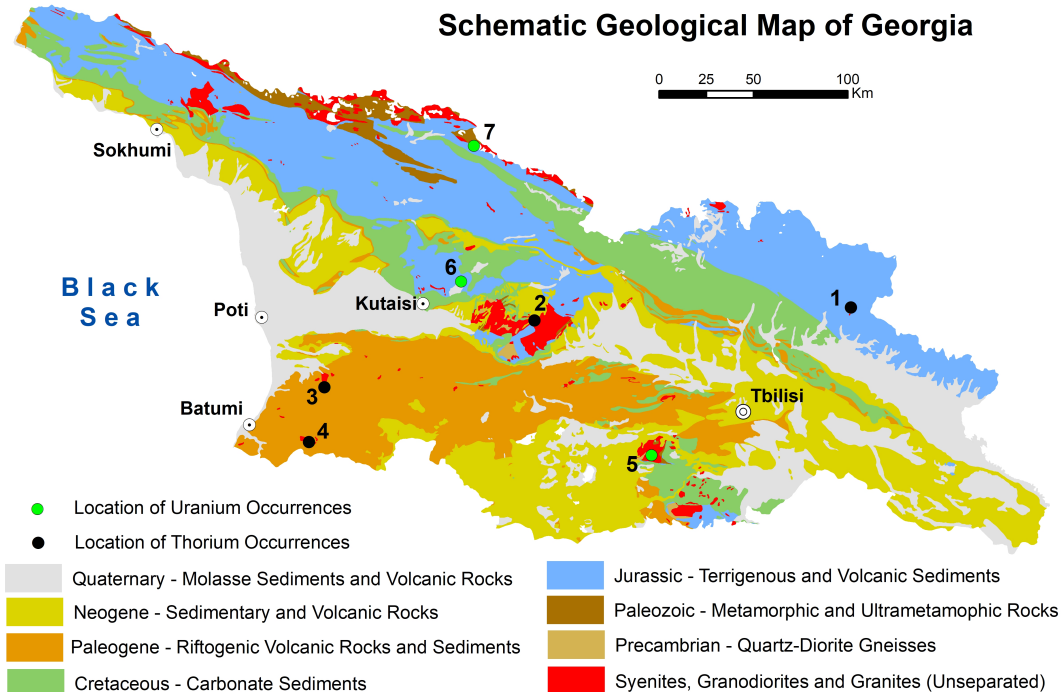 Schematic Geological Map of Georgia
0 25 50 100
Km
7
Sokhumi
6
1
Black
Sea
Poti
Kutaisi
2
3
Tbilisi
Batumi
4
5
Location of Uranium Occurrences
Location of Thorium Occurrences
Quaternary - Molasse Sediments and Volcanic Rocks
Neogene - Sedimentary and Volcanic Rocks
Paleogene - Riftogenic Volcanic Rocks and Sediments
Cretaceous - Carbonate Sediments
Jurassic - Terrigenous and Volcanic Sediments
Paleozoic - Metamorphic and Ultrametamophic Rocks
Precambrian - Quartz-Diorite Gneisses
Syenites, Granodiorites and Granites (Unseparated)